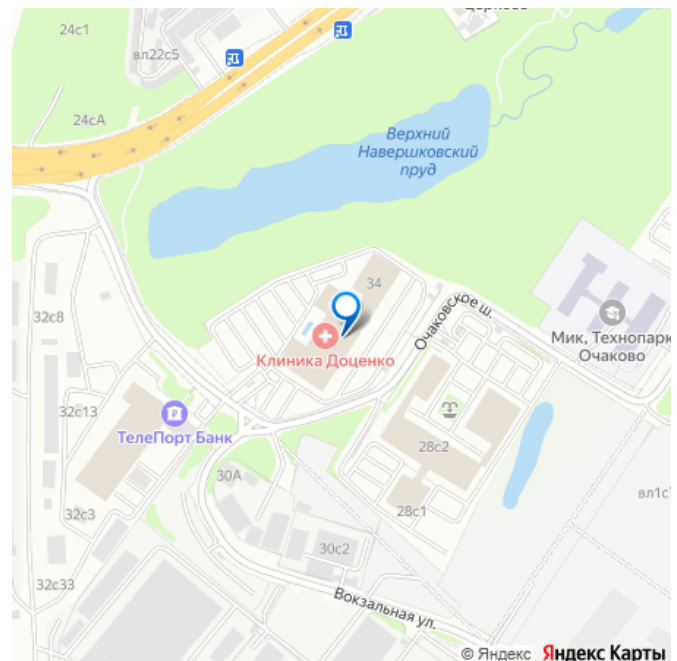 24с1
вл22с5
24сА
Верхний
Навершковский
пруд
34
32с8
Очаковское ш.
Мик, Технопарк
Очаково
Клиника Доценко
32с13
ТелеПорт Банк
28с2
30А
вл1с
28с1
32с3
30с2
32с33
Вокзальная ул.
© Яндекс Яндекс Карты